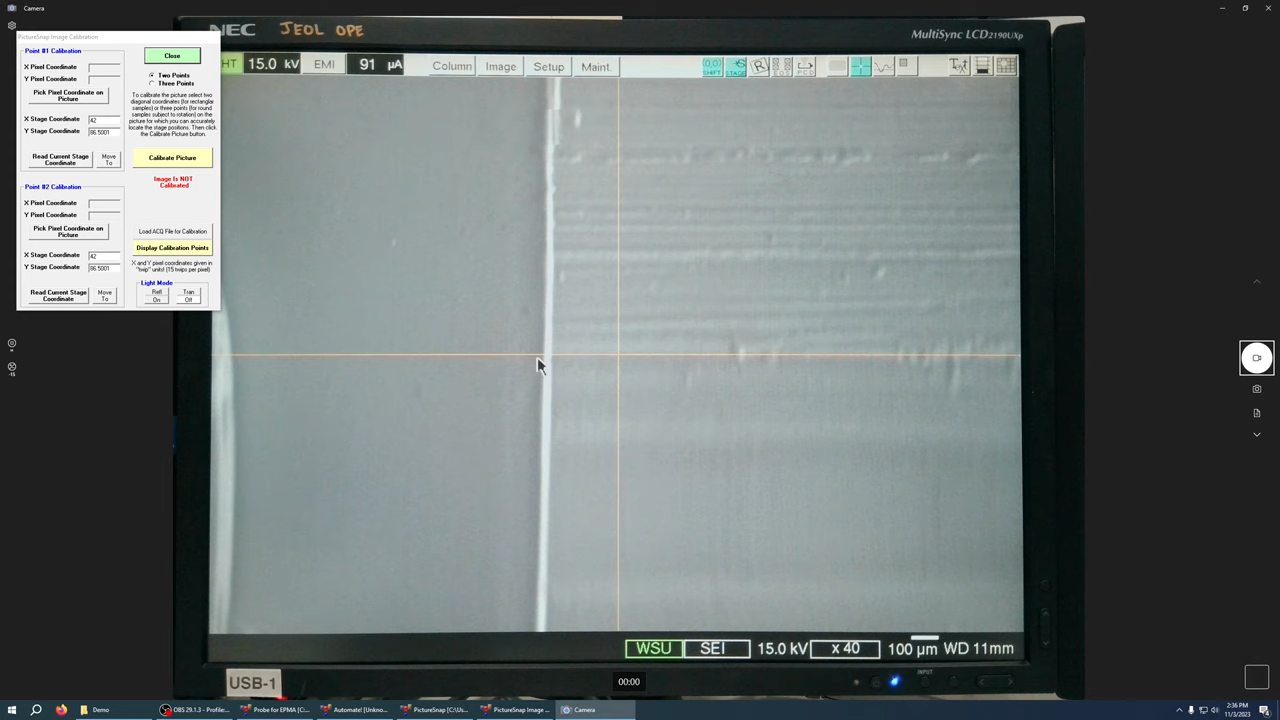 Camera
NEC JEOL OPE
MultiSync LCD2190UXp
PictureSnap Image Calibration
Point #1 Calibration
X Pixel Coordinate
Y Pixel Coordinate
Pick Pixel Coordinate on
Picture
X Stage Coordinate 42
Y Stage Coordinate 86.5001
Read Current Stage
Coordinate
Move
To
Point #2 Calibration
X Pixel Coordinate
Y Pixel Coordinate
Pick Pixel Coordinate on
Picture
X Stage Coordinate 42
Y Stage Coordinate 86.5001
Read Current Stage
Coordinate
Move
To
Close
Two Points
Three Points
To calibrate the picture select two
diagonal coordinates (for rectangular
samples) or three points (for round
samples subject to rotation) on the
picture for which you can accurately
locate the stage positions. Then click
the Calibrate Picture button.
Calibrate Picture
Image Is NOT
Calibrated
Load ACQ File for Calibration
Display Calibration Points
X and Y pixel coordinates given in
"twip" units! (15 twips per pixel)
Light Mode
Refl Tran
On Off
HT 15.0 kV EMI 91 µA Column Image Setup Maint.
0,0
SHIFT STAGE
WSU SEI 15.0 kV x 40 100 µm WD 11mm
INPUT
USB-1
00:00
Demo
OBS 29.1.3 - Profile:...
Probe for EPMA [C:...
Automate! [Unkno...
PictureSnap [C:\Us...
PictureSnap Image ...
Camera
2:36 PM
11/3/2023